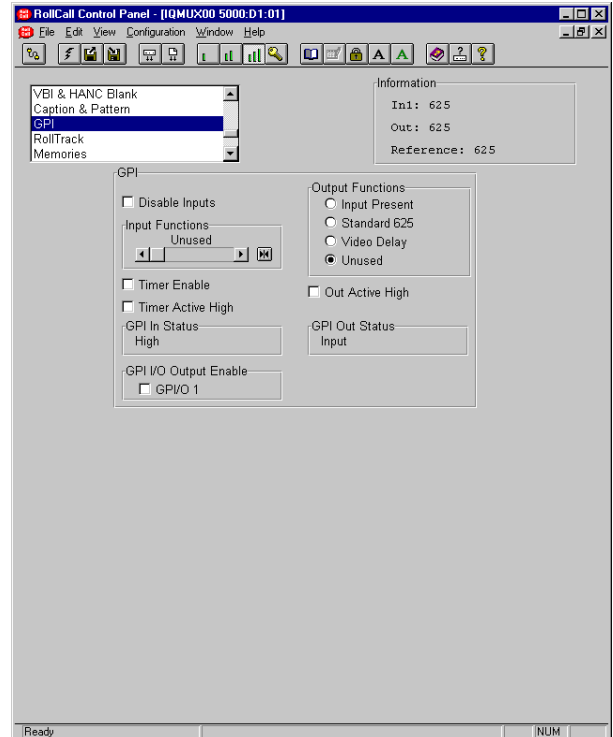 RollCall Control Panel - [IQMUX00 5000:D1:01]
File Edit View Configuration Window Help
VBI & HANC Blank
Caption & Pattern
GPI
RollTrack
Memories
Information
In1: 625
Out: 625
Reference: 625
GPI
Disable Inputs
Input Functions
Unused
Timer Enable
Timer Active High
GPI In Status
High
GPI I/O Output Enable
GPI/O 1
Output Functions
Input Present
Standard 625
Video Delay
Unused
Out Active High
GPI Out Status
Input
Ready
NUM